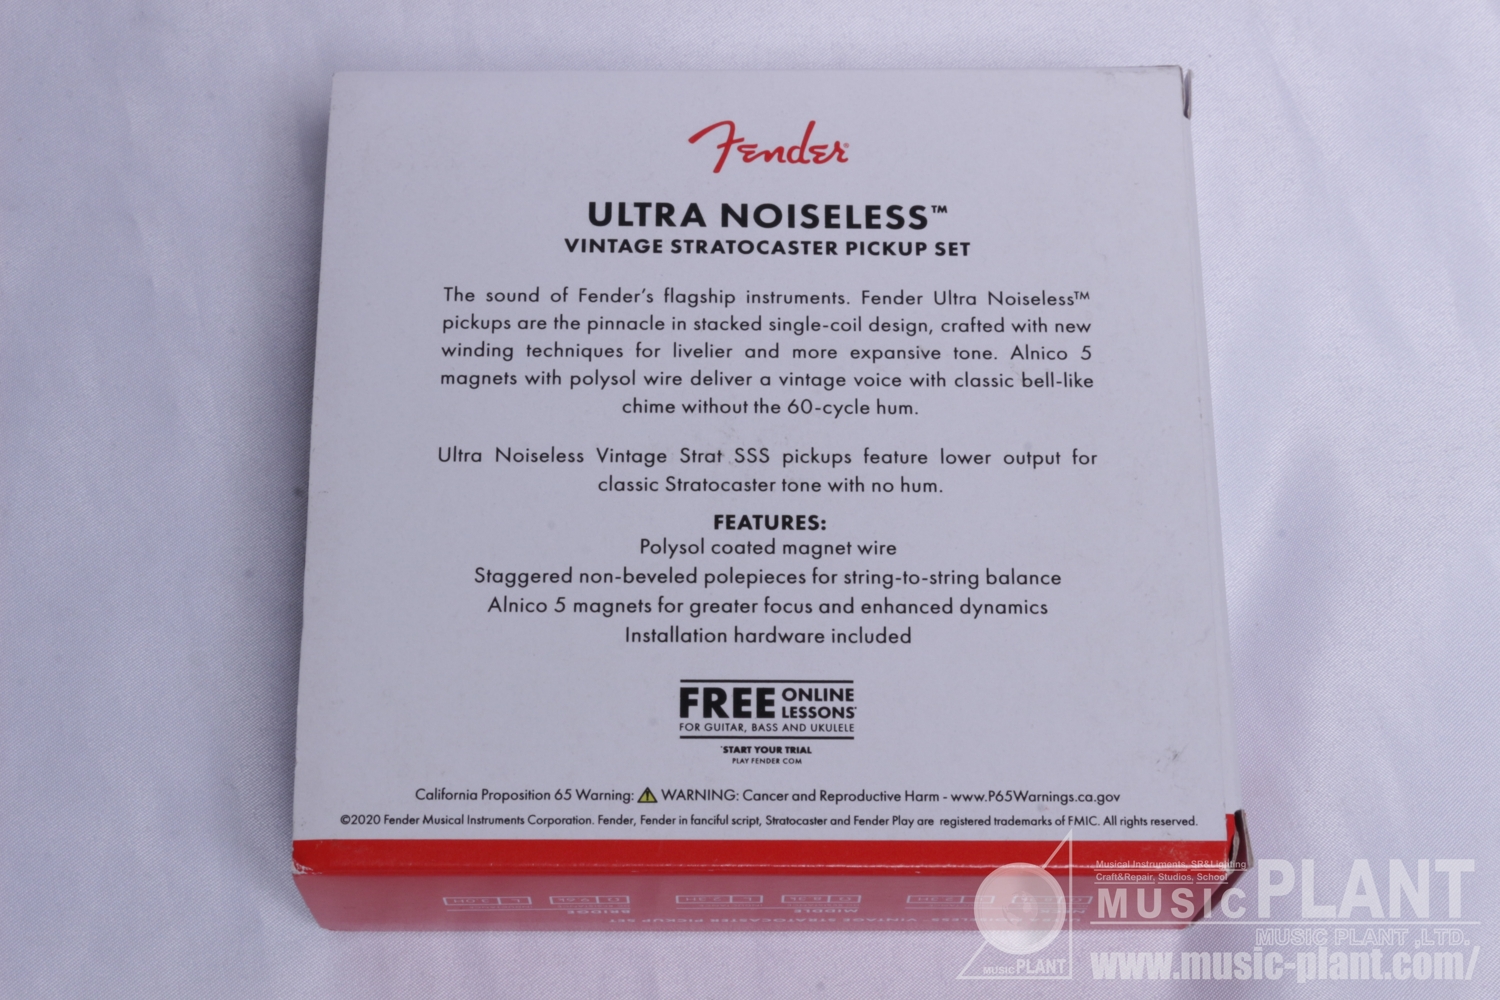 Fender
ULTRA NOISELESS™
VINTAGE STRATOCASTER PICKUP SET
The sound of Fender's flagship instruments. Fender Ultra Noiseless™
pickups are the pinnacle in stacked single-coil design, crafted with new
winding techniques for livelier and more expansive tone. Alnico 5
magnets with polysol wire deliver a vintage voice with classic bell-like
chime without the 60-cycle hum.
Ultra Noiseless Vintage Strat SSS pickups feature lower output for
classic Stratocaster tone with no hum.
FEATURES:
Polysol coated magnet wire
Staggered non-beveled polepieces for string-to-string balance
Alnico 5 magnets for greater focus and enhanced dynamics
Installation hardware included
FREE ONLINE
LESSONS*
FOR GUITAR, BASS AND UKULELE
*START YOUR TRIAL
PLAY.FENDER.COM
California Proposition 65 Warning: ⚠ WARNING: Cancer and Reproductive Harm - www.P65Warnings.ca.gov
©2020 Fender Musical Instruments Corporation. Fender, Fender in fanciful script, Stratocaster and Fender Play are registered trademarks of FMIC. All rights reserved.
BRIDGE MIDDLE
VINTAGE STRATOCASTER PICKUP SET
Musical Instruments, SR&Lighting
Craft&Repair, Studios, School
MUSIC PLANT
MUSIC PLANT ,LTD.
MUSIC PLANT
www.music-plant.com/